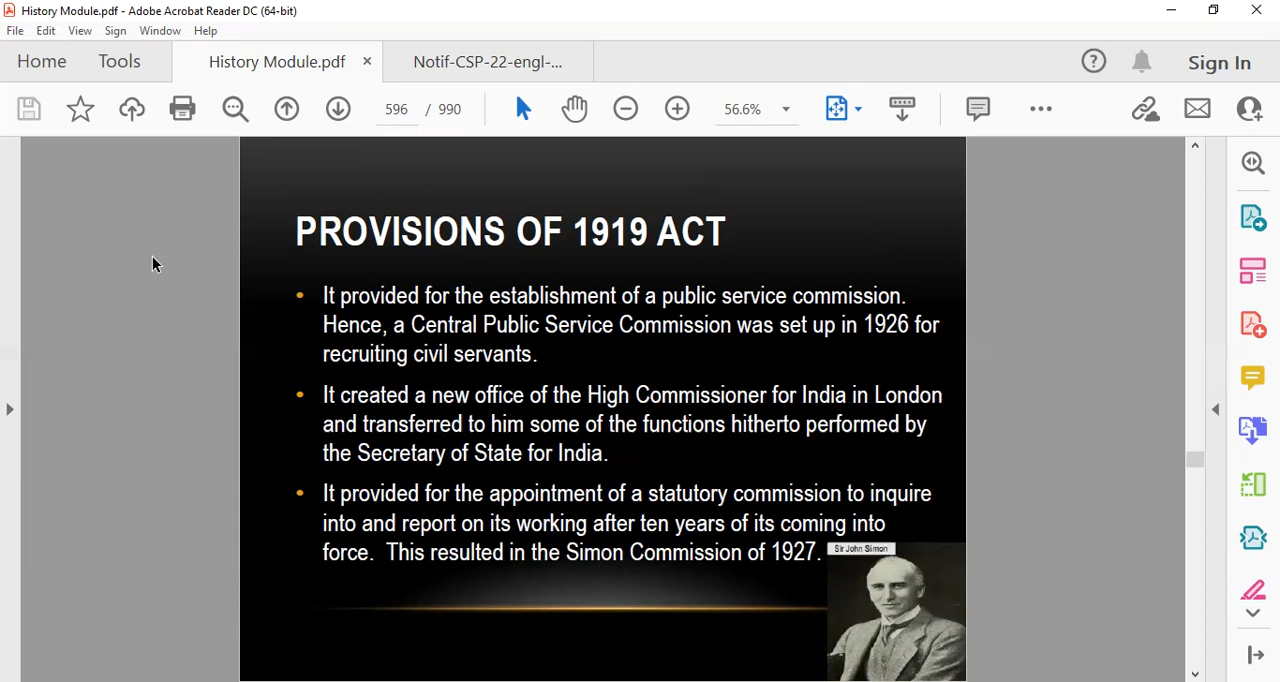 History Module.pdf - Adobe Acrobat Reader DC (64-bit)
File Edit View Sign Window Help
Home Tools History Module.pdf × Notif-CSP-22-engl-... Sign In
596 / 990 56.6%
PROVISIONS OF 1919 ACT
• It provided for the establishment of a public service commission.
Hence, a Central Public Service Commission was set up in 1926 for
recruiting civil servants.
• It created a new office of the High Commissioner for India in London
and transferred to him some of the functions hitherto performed by
the Secretary of State for India.
• It provided for the appointment of a statutory commission to inquire
into and report on its working after ten years of its coming into
force. This resulted in the Simon Commission of 1927.
Sir John Simon